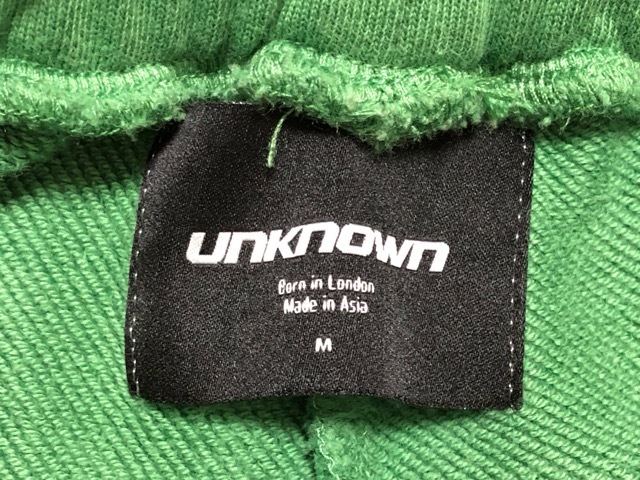 UNKNOWN
Born in London
Made in Asia
M